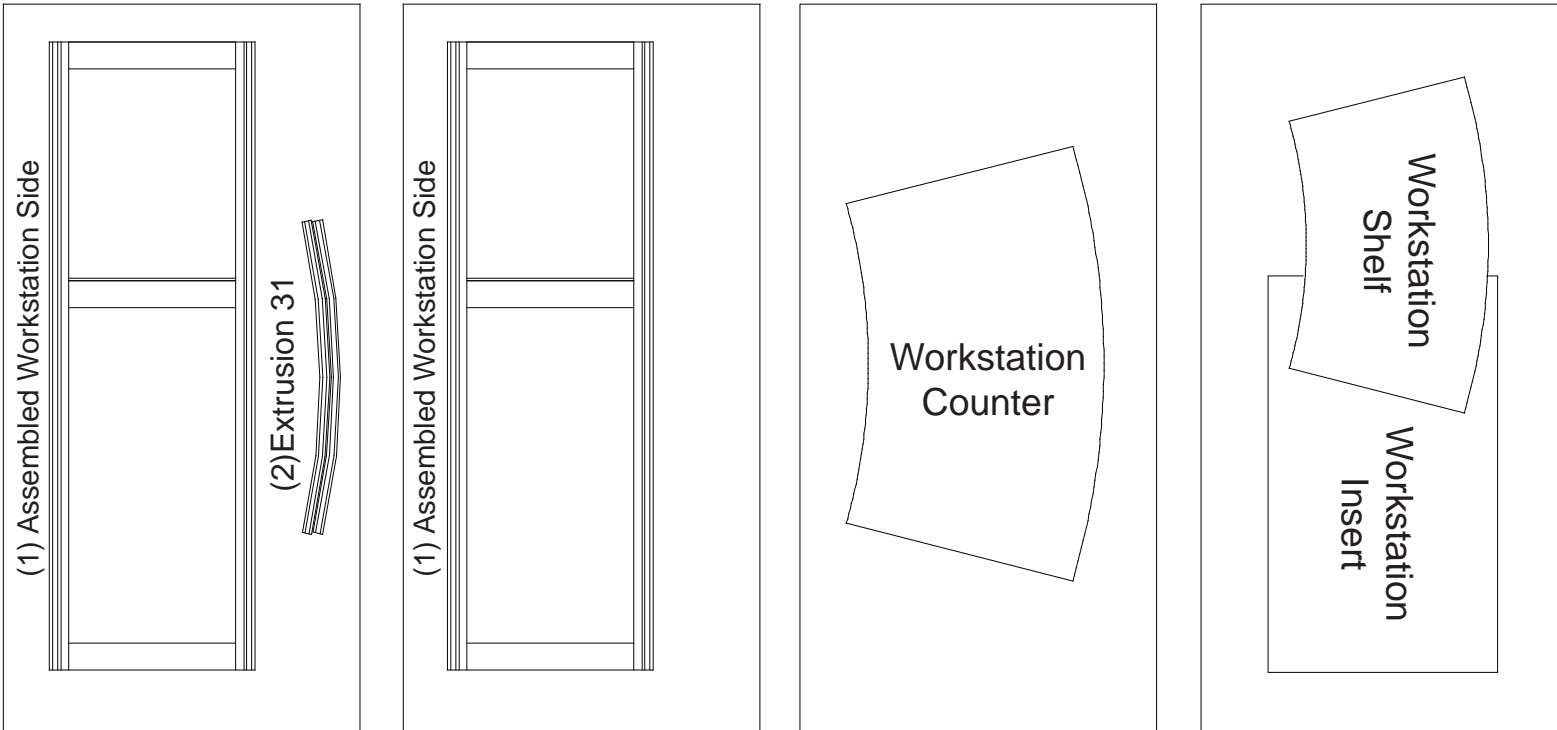 (1) Assembled Workstation Side
(2)Extrusion 31
(1) Assembled Workstation Side
Workstation
Counter
Workstation
Shelf
Workstation
Insert